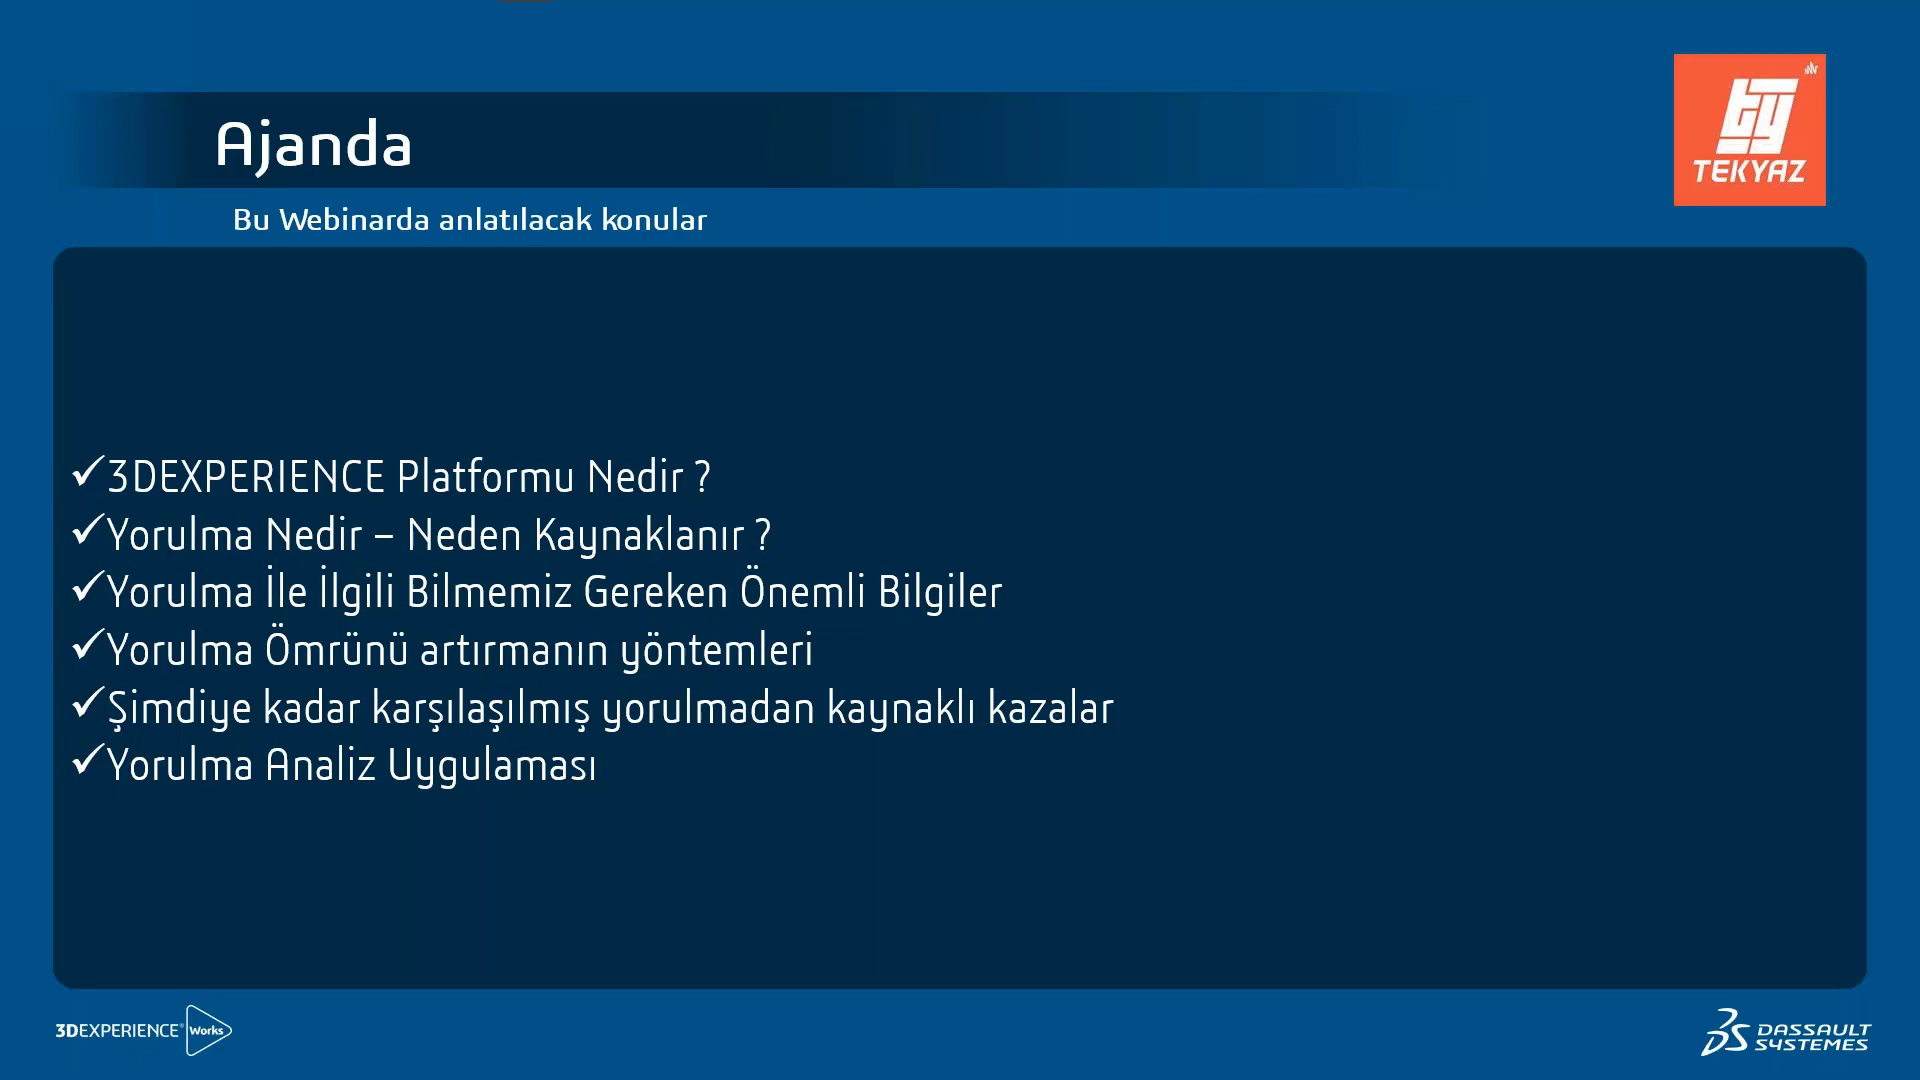 Ajanda
TEKYAZ
Bu Webinarda anlatılacak konular
✓3DEXPERIENCE Platformu Nedir ?
✓Yorulma Nedir – Neden Kaynaklanır ?
✓Yorulma İle İlgili Bilmemiz Gereken Önemli Bilgiler
✓Yorulma Ömrünü artırmanın yöntemleri
✓Şimdiye kadar karşılaşılmış yorulmadan kaynaklı kazalar
✓Yorulma Analiz Uygulaması
3DEXPERIENCE® Works
DASSAULT
SYSTEMES